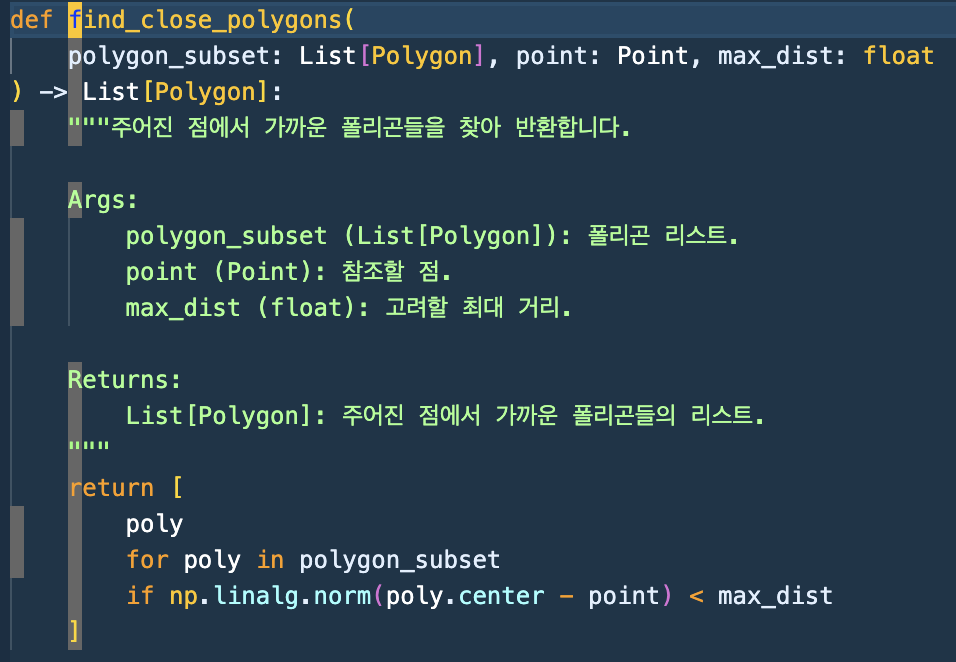 def find_close_polygons(
    polygon_subset: List[Polygon], point: Point, max_dist: float
) -> List[Polygon]:
    """주어진 점에서 가까운 폴리곤들을 찾아 반환합니다.
    Args:
        polygon_subset (List[Polygon]): 폴리곤 리스트.
        point (Point): 참조할 점.
        max_dist (float): 고려할 최대 거리.
    Returns:
        List[Polygon]: 주어진 점에서 가까운 폴리곤들의 리스트.
    """
    return [
        poly
        for poly in polygon_subset
        if np.linalg.norm(poly.center - point) < max_dist
    ]